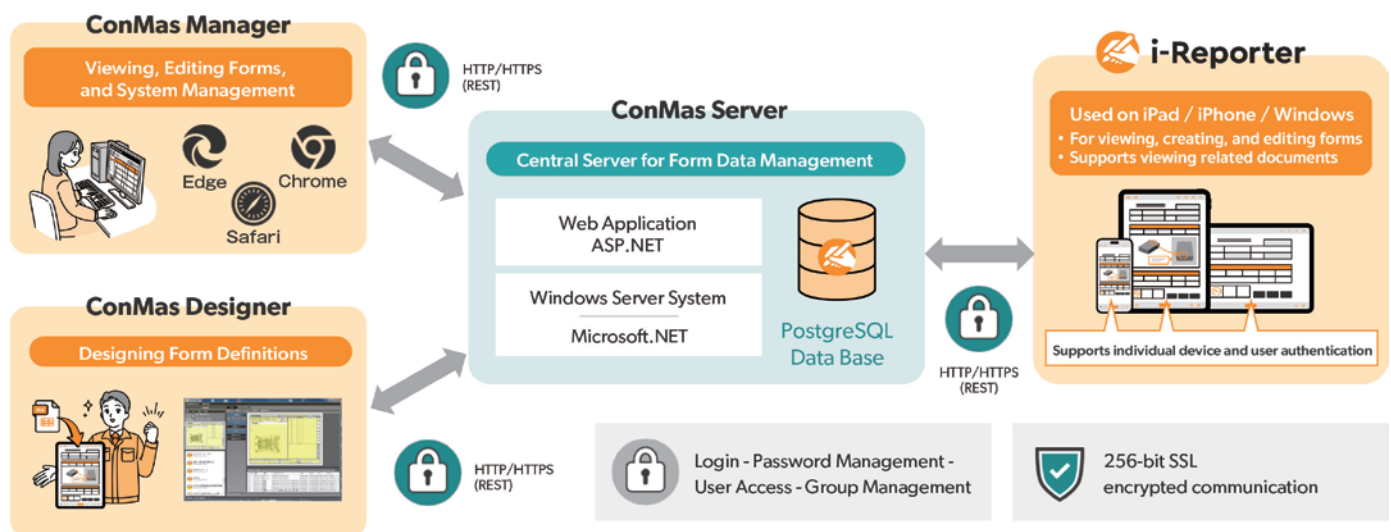 ConMas Manager
Viewing, Editing Forms,
and System Management
Edge
Chrome
Safari
HTTP/HTTPS
(REST)
ConMas Server
Central Server for Form Data Management
Web Application
ASP.NET
Windows Server System
Microsoft.NET
PostgreSQL
Data Base
i-Reporter
Used on iPad / iPhone / Windows
• For viewing, creating, and editing forms
• Supports viewing related documents
Supports individual device and user authentication
HTTP/HTTPS
(REST)
ConMas Designer
Designing Form Definitions
HTTP/HTTPS
(REST)
Login - Password Management -
User Access - Group Management
256-bit SSL
encrypted communication